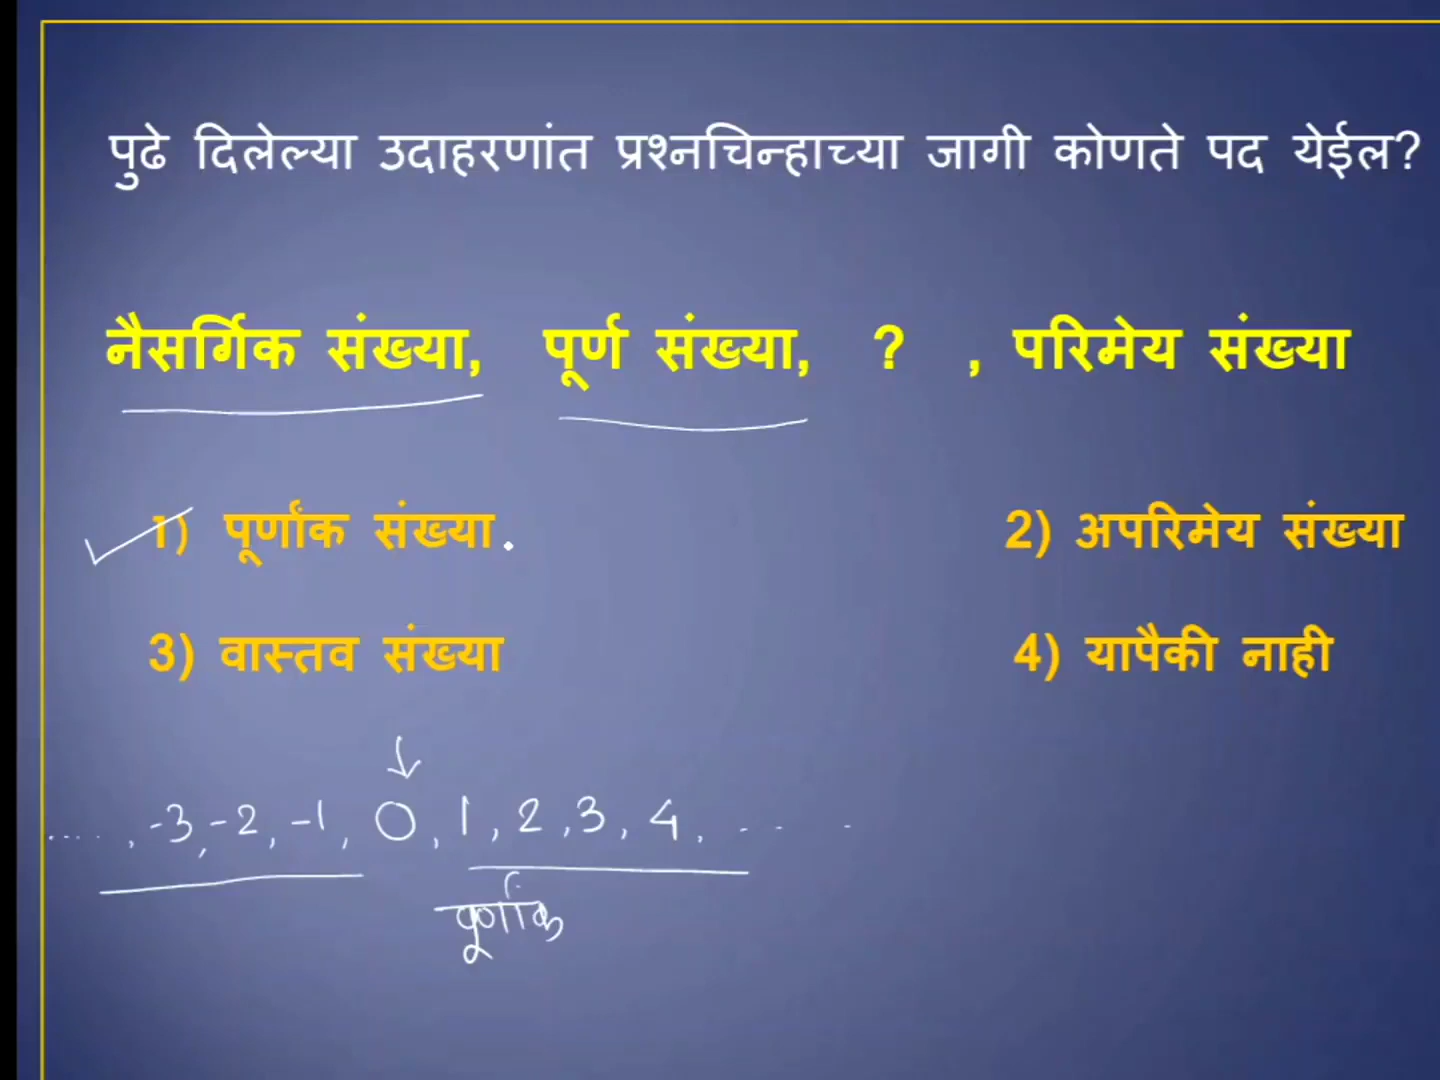 पुढे दिलेल्या उदाहरणांत प्रश्नचिन्हाच्या जागी कोणते पद येईल?
नैसर्गिक संख्या, पूर्ण संख्या, ? , परिमेय संख्या
1) पूर्णांक संख्या. 2) अपरिमेय संख्या
3) वास्तव संख्या 4) यापैकी नाही
...., -3, -2, -1, 0, 1, 2, 3, 4, ...
पूर्णांक